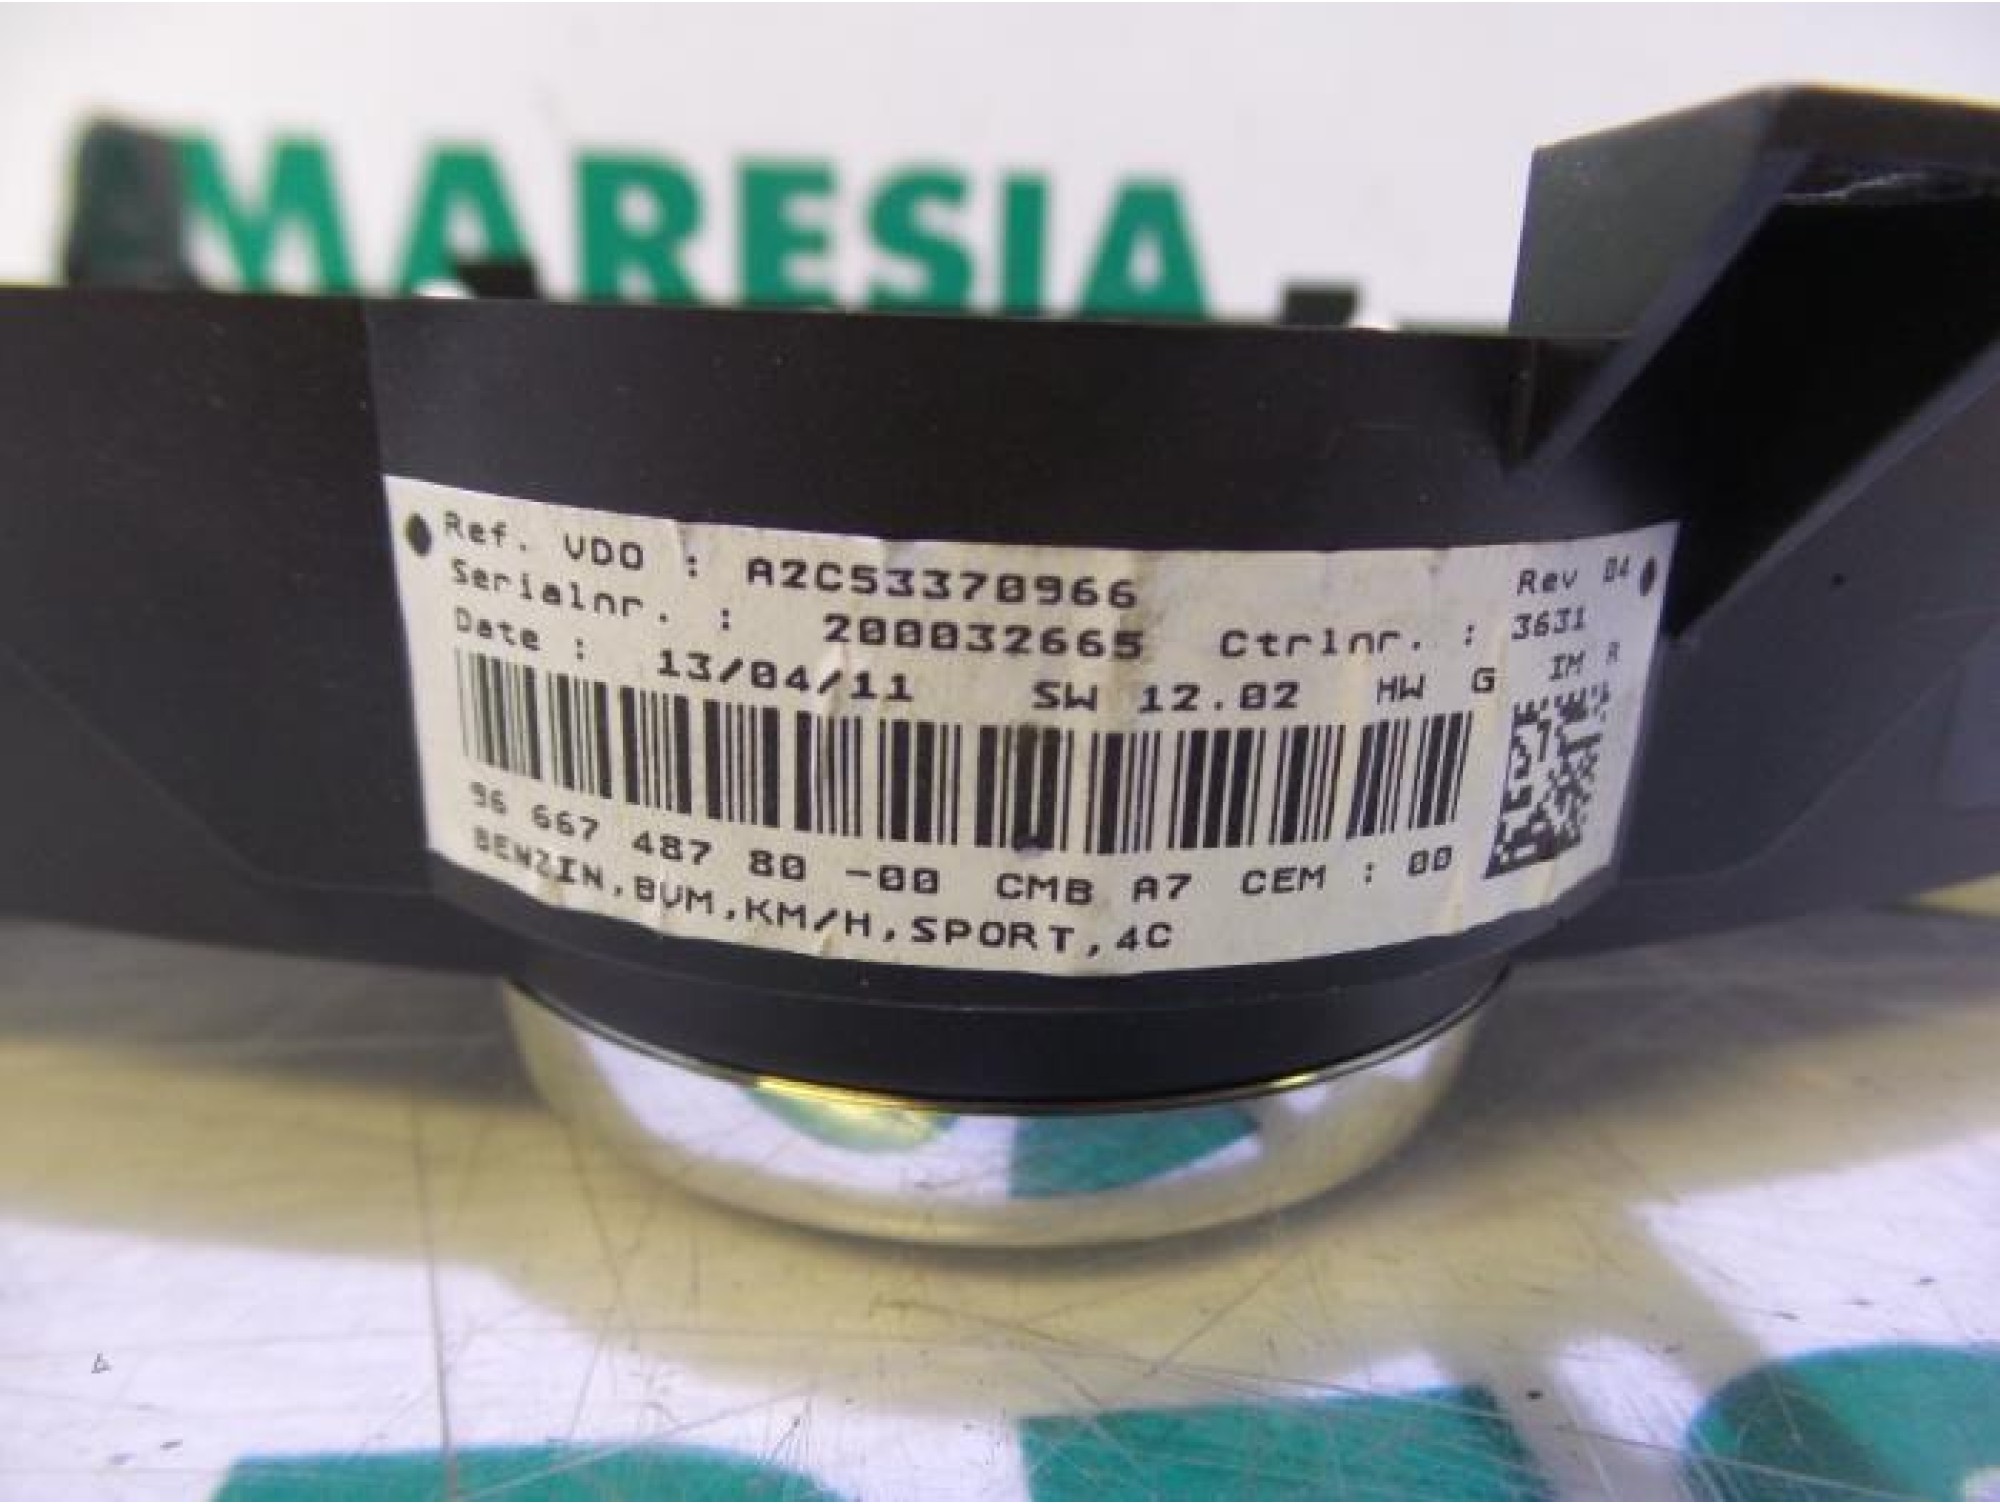 MARESIA
Ref. VDO : A2C53370966 Rev 04
Serialnr. : 200032665 Ctrlnr. : 3631
Date : 13/04/11 SW 12.02 HW G IM R
96 667 487 80 -00 CMB A7 CEM : 00
BENZIN,BVM,KM/H,SPORT,4C